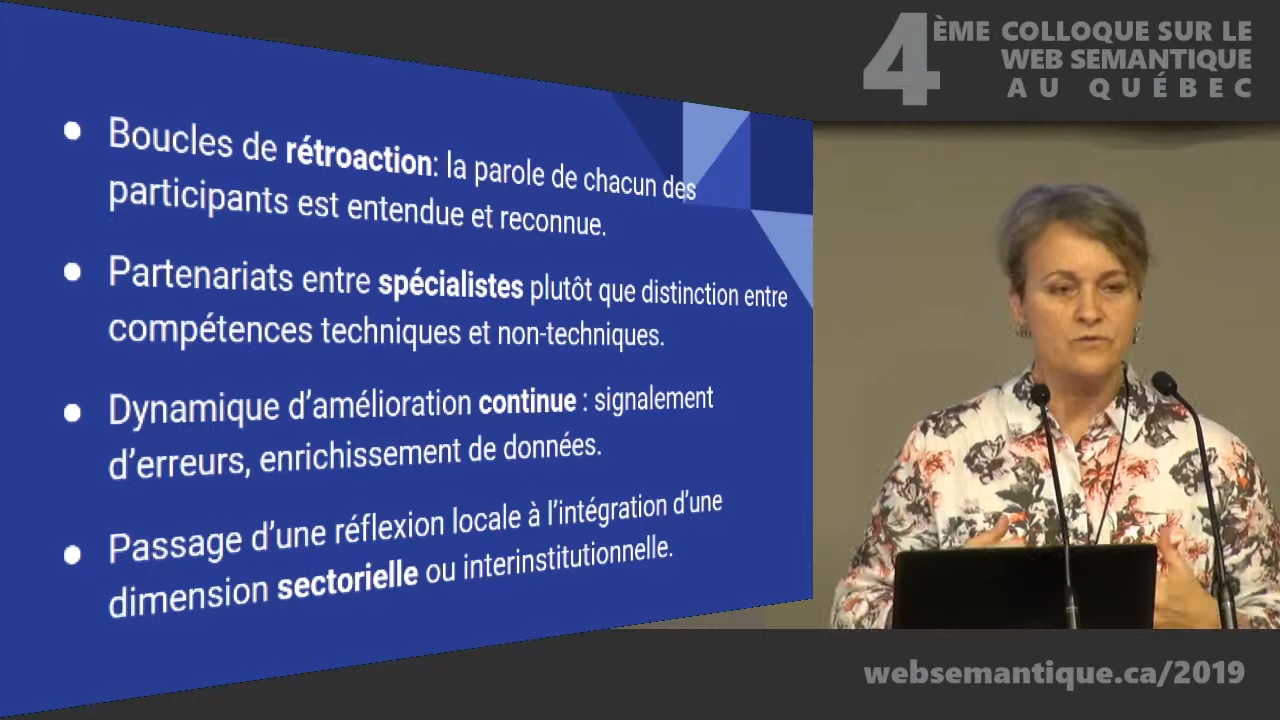 4ÈME COLLOQUE SUR LE
WEB SEMANTIQUE
AU QUÉBEC
Boucles de rétroaction: la parole de chacun des
participants est entendue et reconnue.
Partenariats entre spécialistes plutôt que distinction entre
compétences techniques et non-techniques.
Dynamique d’amélioration continue : signalement
d’erreurs, enrichissement de données.
Passage d’une réflexion locale à l’intégration d’une
dimension sectorielle ou interinstitutionnelle.
websemantique.ca/2019